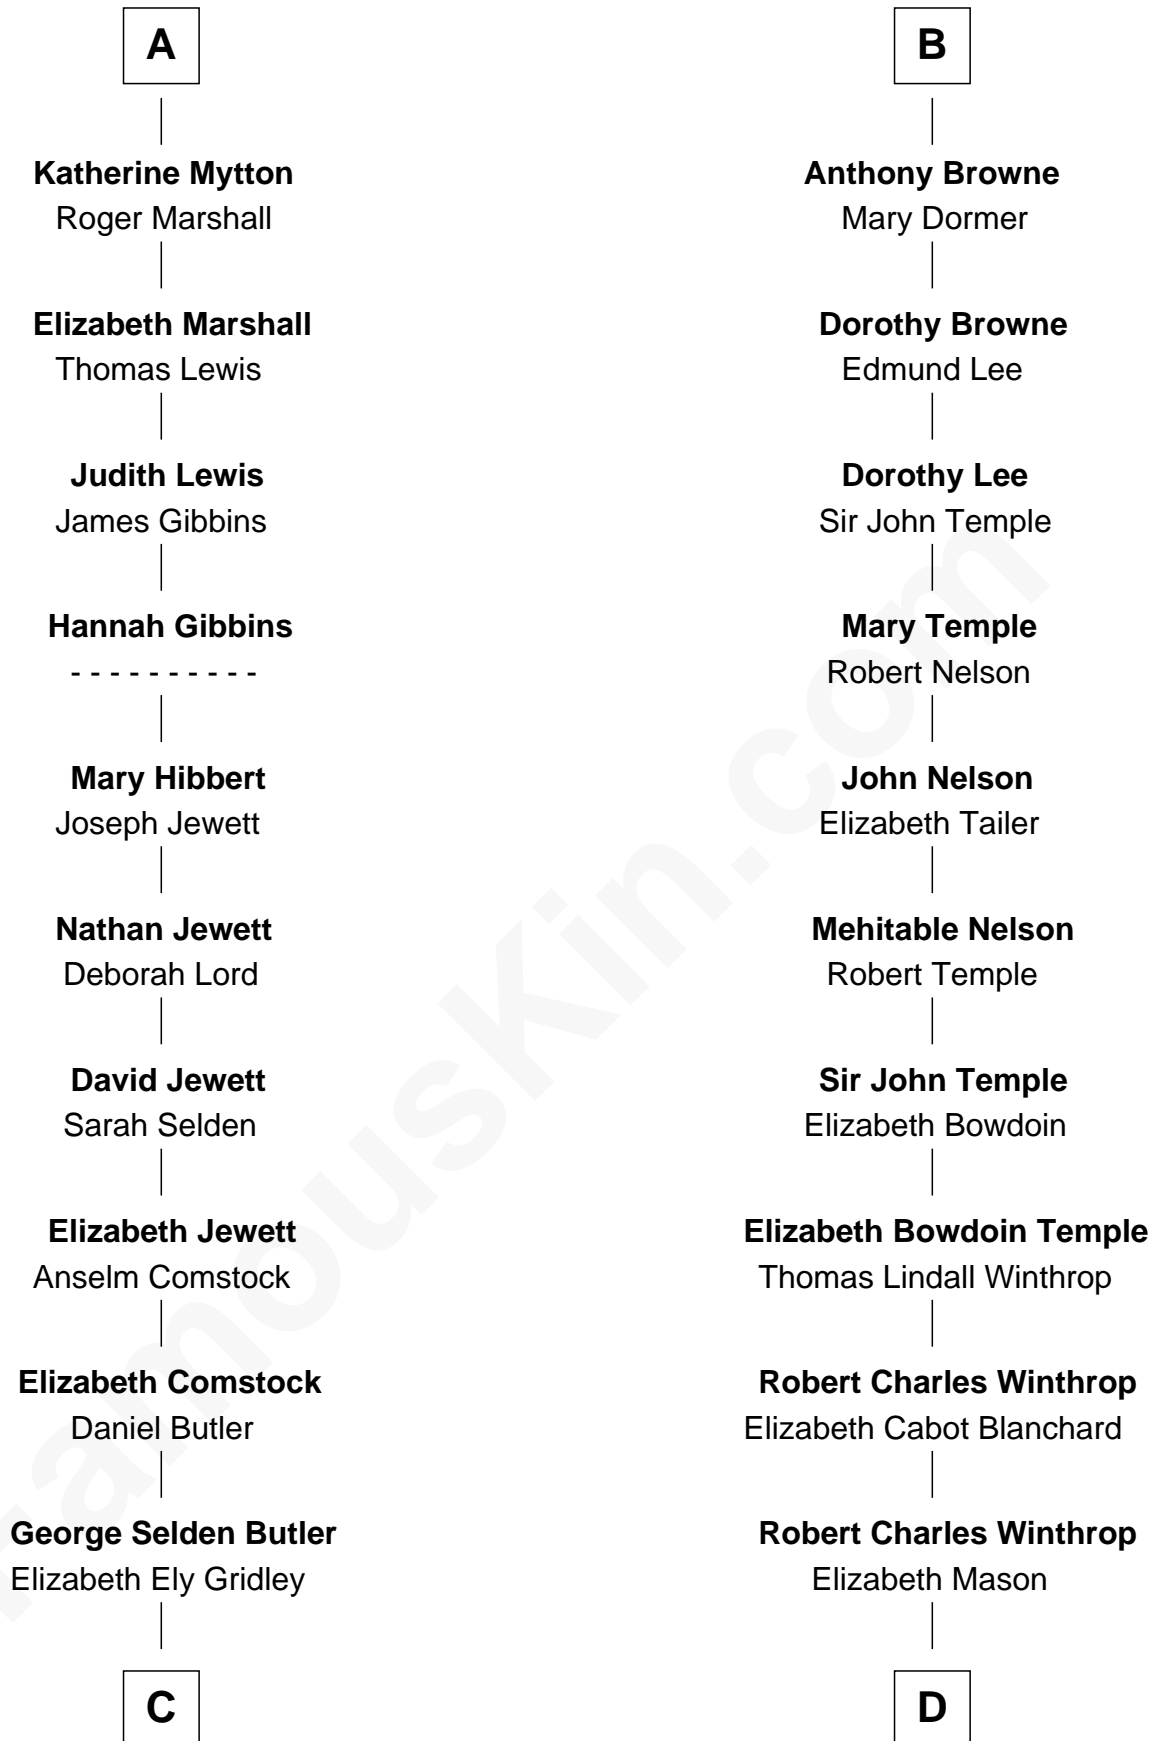 A
Katherine Mytton
Roger Marshall
Elizabeth Marshall
Thomas Lewis
Judith Lewis
James Gibbins
Hannah Gibbins
- - - - - - - - - -
Mary Hibbert
Joseph Jewett
Nathan Jewett
Deborah Lord
David Jewett
Sarah Selden
Elizabeth Jewett
Anselm Comstock
Elizabeth Comstock
Daniel Butler
George Selden Butler
Elizabeth Ely Gridley
C
B
Anthony Browne
Mary Dormer
Dorothy Browne
Edmund Lee
Dorothy Lee
Sir John Temple
Mary Temple
Robert Nelson
John Nelson
Elizabeth Tailer
Mehitable Nelson
Robert Temple
Sir John Temple
Elizabeth Bowdoin
Elizabeth Bowdoin Temple
Thomas Lindall Winthrop
Robert Charles Winthrop
Elizabeth Cabot Blanchard
Robert Charles Winthrop
Elizabeth Mason
D
FamousKin.com